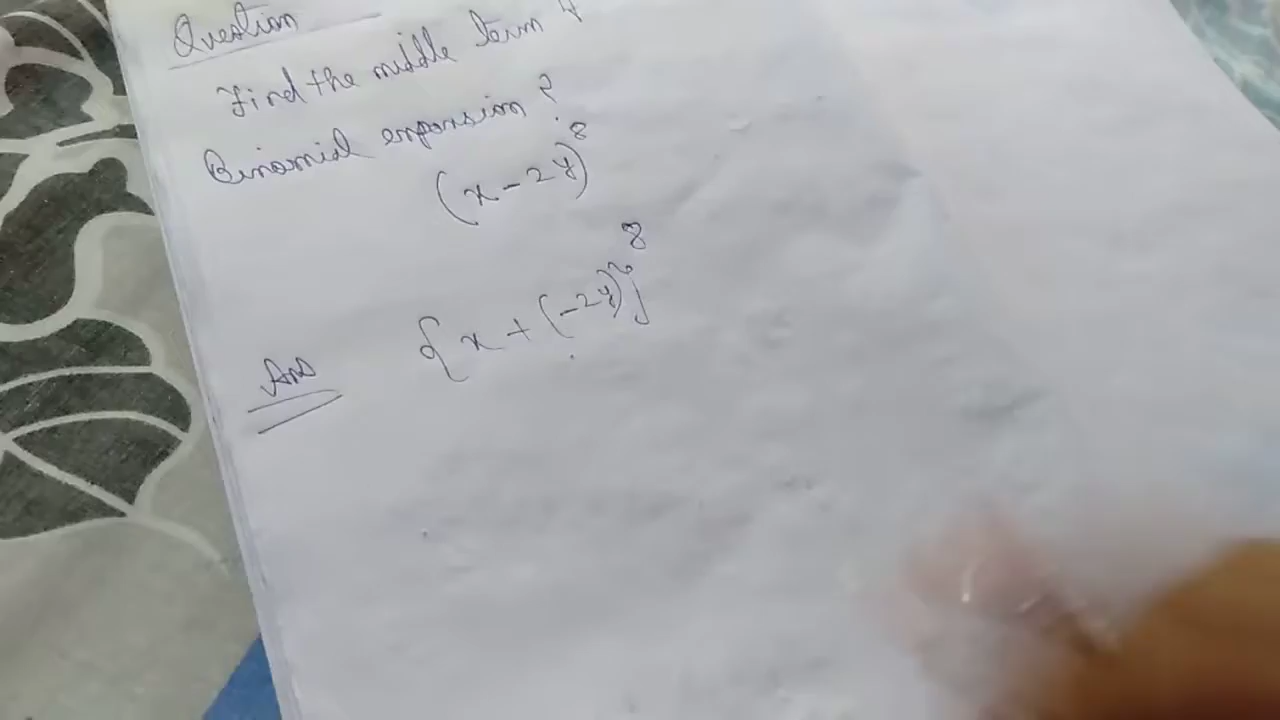 Question
Find the middle term
Binomial expansion ?
(x-2y)^8
Ans {x+(-2y)}^8